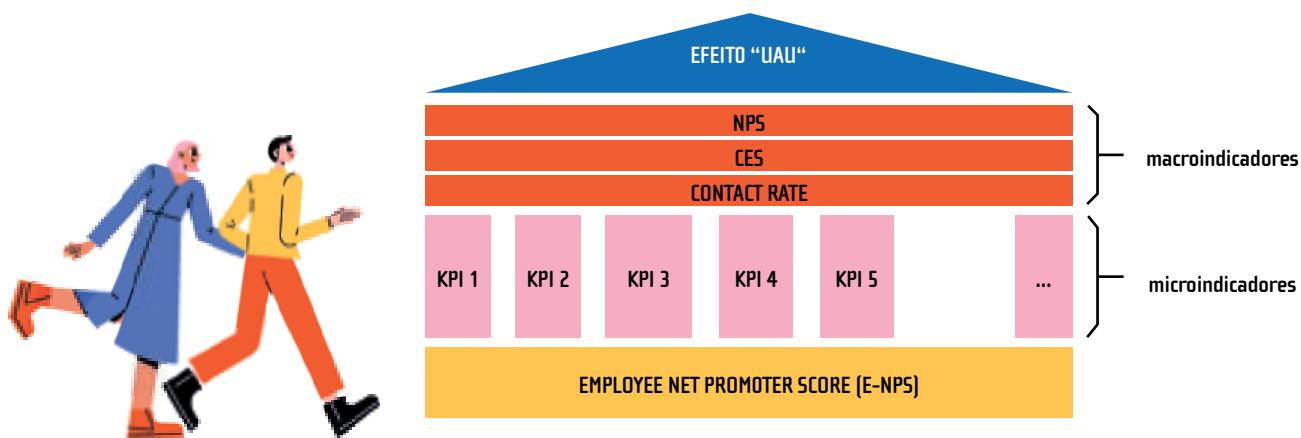 EFEITO “UAU“
NPS
CES
CONTACT RATE
macroindicadores
KPI 1
KPI 2
KPI 3
KPI 4
KPI 5
...
microindicadores
EMPLOYEE NET PROMOTER SCORE (E-NPS)